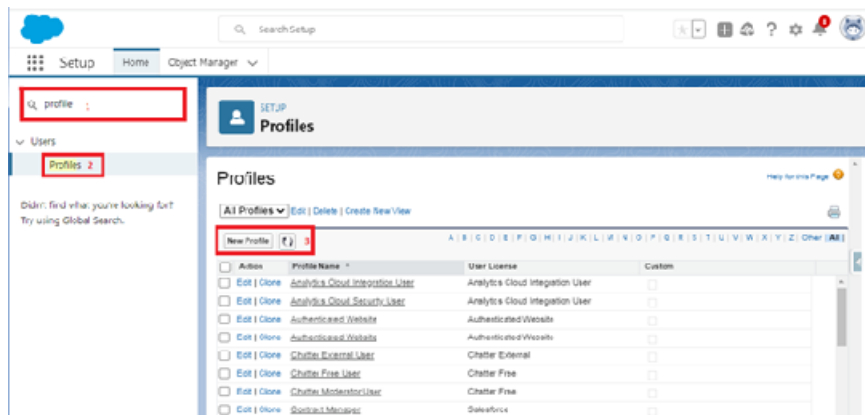 Search Setup
8
Setup Home Object Manager
profile 1
Users
Profiles 2
Didn't find what you're looking for?
Try using Global Search.
SETUP
Profiles
Profiles
Help for this Page
All Profiles Edit | Delete | Create New View
New Profile 3
A | B | C | D | E | F | G | H | I | J | K | L | M | N | O | P | Q | R | S | T | U | V | W | X | Y | Z | Other | All
Action Profile Name User License Custom
Edit | Clone Analytics Cloud Integration User Analytics Cloud Integration User
Edit | Clone Analytics Cloud Security User Analytics Cloud Integration User
Edit | Clone Authenticated Website Authenticated Website
Edit | Clone Authenticated Website Authenticated Website
Edit | Clone Chatter External User Chatter External
Edit | Clone Chatter Free User Chatter Free
Edit | Clone Chatter Moderator User Chatter Free
Edit | Clone Contract Manager Salesforce